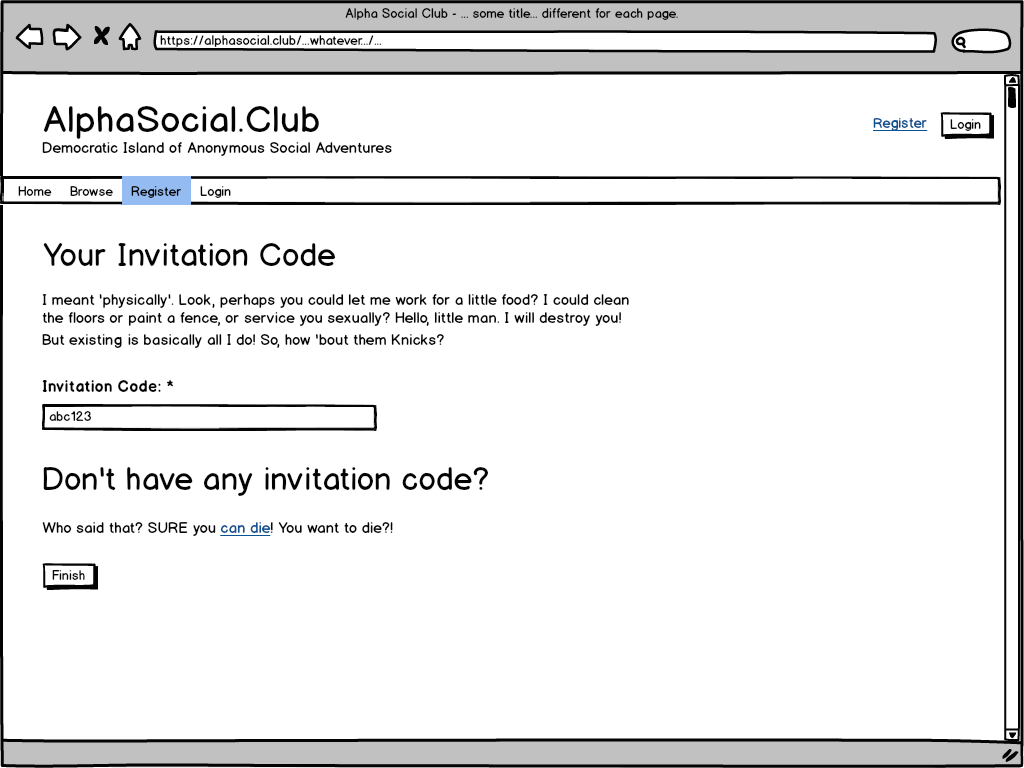 Alpha Social Club - ... some title... different for each page.
https://alphasocial.club/...whatever.../...
AlphaSocial.Club
Democratic Island of Anonymous Social Adventures
Register
Login
Home
Browse
Register
Login
Your Invitation Code
I meant 'physically'. Look, perhaps you could let me work for a little food? I could clean
the floors or paint a fence, or service you sexually? Hello, little man. I will destroy you!
But existing is basically all I do! So, how 'bout them Knicks?
Invitation Code: *
abc123
Don't have any invitation code?
Who said that? SURE you can die! You want to die?!
Finish